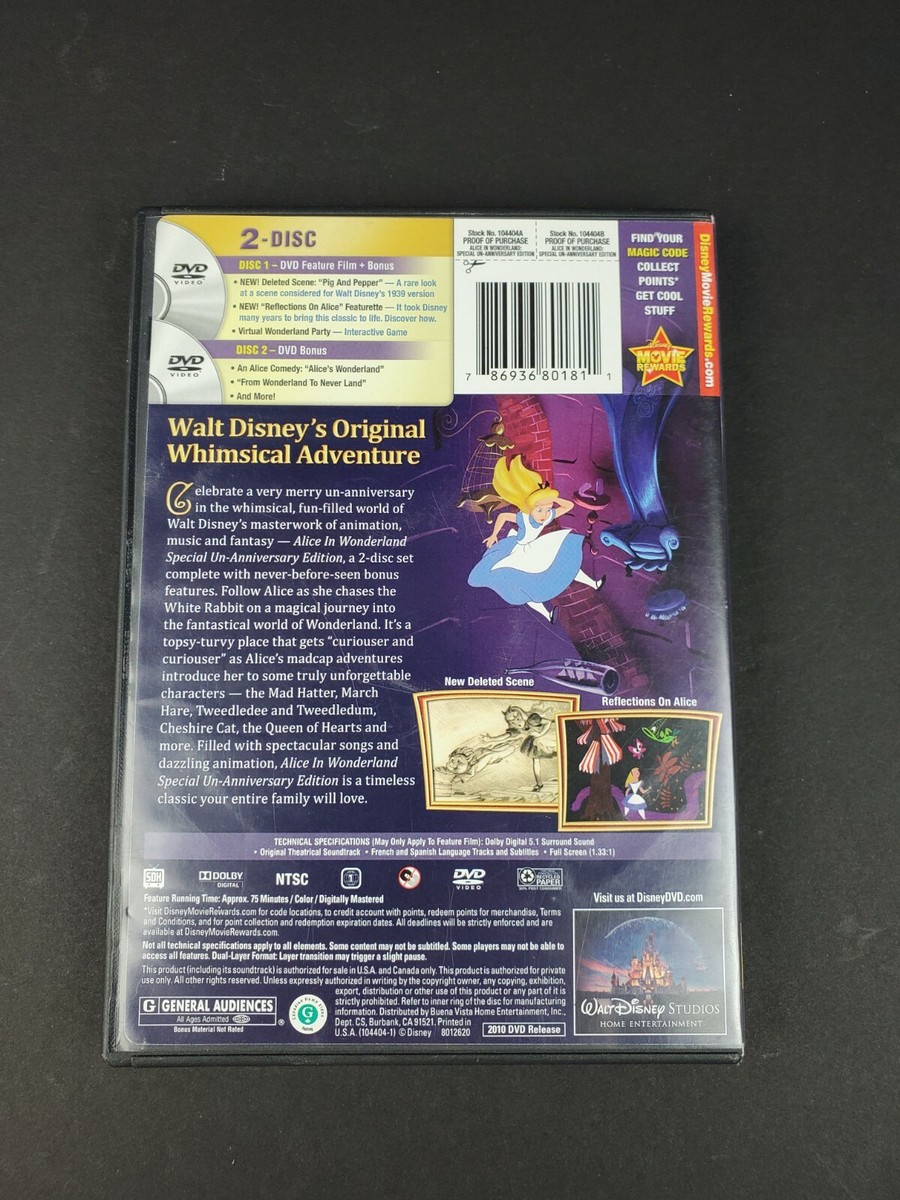 2-DISC
DISC 1 – DVD Feature Film + Bonus
• NEW! Deleted Scene: "Pig And Pepper" — A rare look
at a scene considered for Walt Disney's 1939 version
• NEW! "Reflections On Alice" Featurette — It took Disney
many years to bring this classic to life. Discover how.
• Virtual Wonderland Party — Interactive Game
DISC 2 – DVD Bonus
• An Alice Comedy: "Alice's Wonderland"
• "From Wonderland To Never Land"
• And More!
DVD
VIDEO
DVD
VIDEO
Stock No. 104404A
PROOF OF PURCHASE
ALICE IN WONDERLAND:
SPECIAL UN-ANNIVERSARY EDITION
Stock No. 104404B
PROOF OF PURCHASE
ALICE IN WONDERLAND:
SPECIAL UN-ANNIVERSARY EDITION
7 86936 80181 1
FIND YOUR
MAGIC CODE
COLLECT
POINTS*
GET COOL
STUFF
Disney
MOVIE
REWARDS
DisneyMovieRewards.com
Walt Disney's Original
Whimsical Adventure
Celebrate a very merry un-anniversary
in the whimsical, fun-filled world of
Walt Disney's masterwork of animation,
music and fantasy — Alice In Wonderland
Special Un-Anniversary Edition, a 2-disc set
complete with never-before-seen bonus
features. Follow Alice as she chases the
White Rabbit on a magical journey into
the fantastical world of Wonderland. It's a
topsy-turvy place that gets "curiouser and
curiouser" as Alice's madcap adventures
introduce her to some truly unforgettable
characters — the Mad Hatter, March
Hare, Tweedledee and Tweedledum,
Cheshire Cat, the Queen of Hearts and
more. Filled with spectacular songs and
dazzling animation, Alice In Wonderland
Special Un-Anniversary Edition is a timeless
classic your entire family will love.
New Deleted Scene
Reflections On Alice
TECHNICAL SPECIFICATIONS (May Only Apply To Feature Film): Dolby Digital 5.1 Surround Sound
• Original Theatrical Soundtrack • French and Spanish Language Tracks and Subtitles • Full Screen (1.33:1)
SDH
DOLBY
DIGITAL
NTSC
1
DVD
VIDEO
RECYCLED
PAPER
Feature Running Time: Approx. 75 Minutes / Color / Digitally Mastered
*Visit DisneyMovieRewards.com for code locations, to credit account with points, redeem points for merchandise, Terms
and Conditions, and for point collection and redemption expiration dates. All deadlines will be strictly enforced and are
available at DisneyMovieRewards.com.
Not all technical specifications apply to all elements. Some content may not be subtitled. Some players may not be able to
access all features. Dual-Layer Format: Layer transition may trigger a slight pause.
This product (including its soundtrack) is authorized for sale in U.S.A. and Canada only. This product is authorized for private
use only. All other rights reserved. Unless expressly authorized in writing by the copyright owner, any copying, exhibition,
export, distribution or other use of this product or any part of it is
strictly prohibited. Refer to inner ring of the disc for manufacturing
information. Distributed by Buena Vista Home Entertainment, Inc.,
Dept. CS, Burbank, CA 91521. Printed in
U.S.A. (104404-1) © Disney 8012620
G GENERAL AUDIENCES
All Ages Admitted
®
Bonus Material Not Rated
G
2010 DVD Release
Visit us at DisneyDVD.com
WALT DISNEY STUDIOS
HOME ENTERTAINMENT